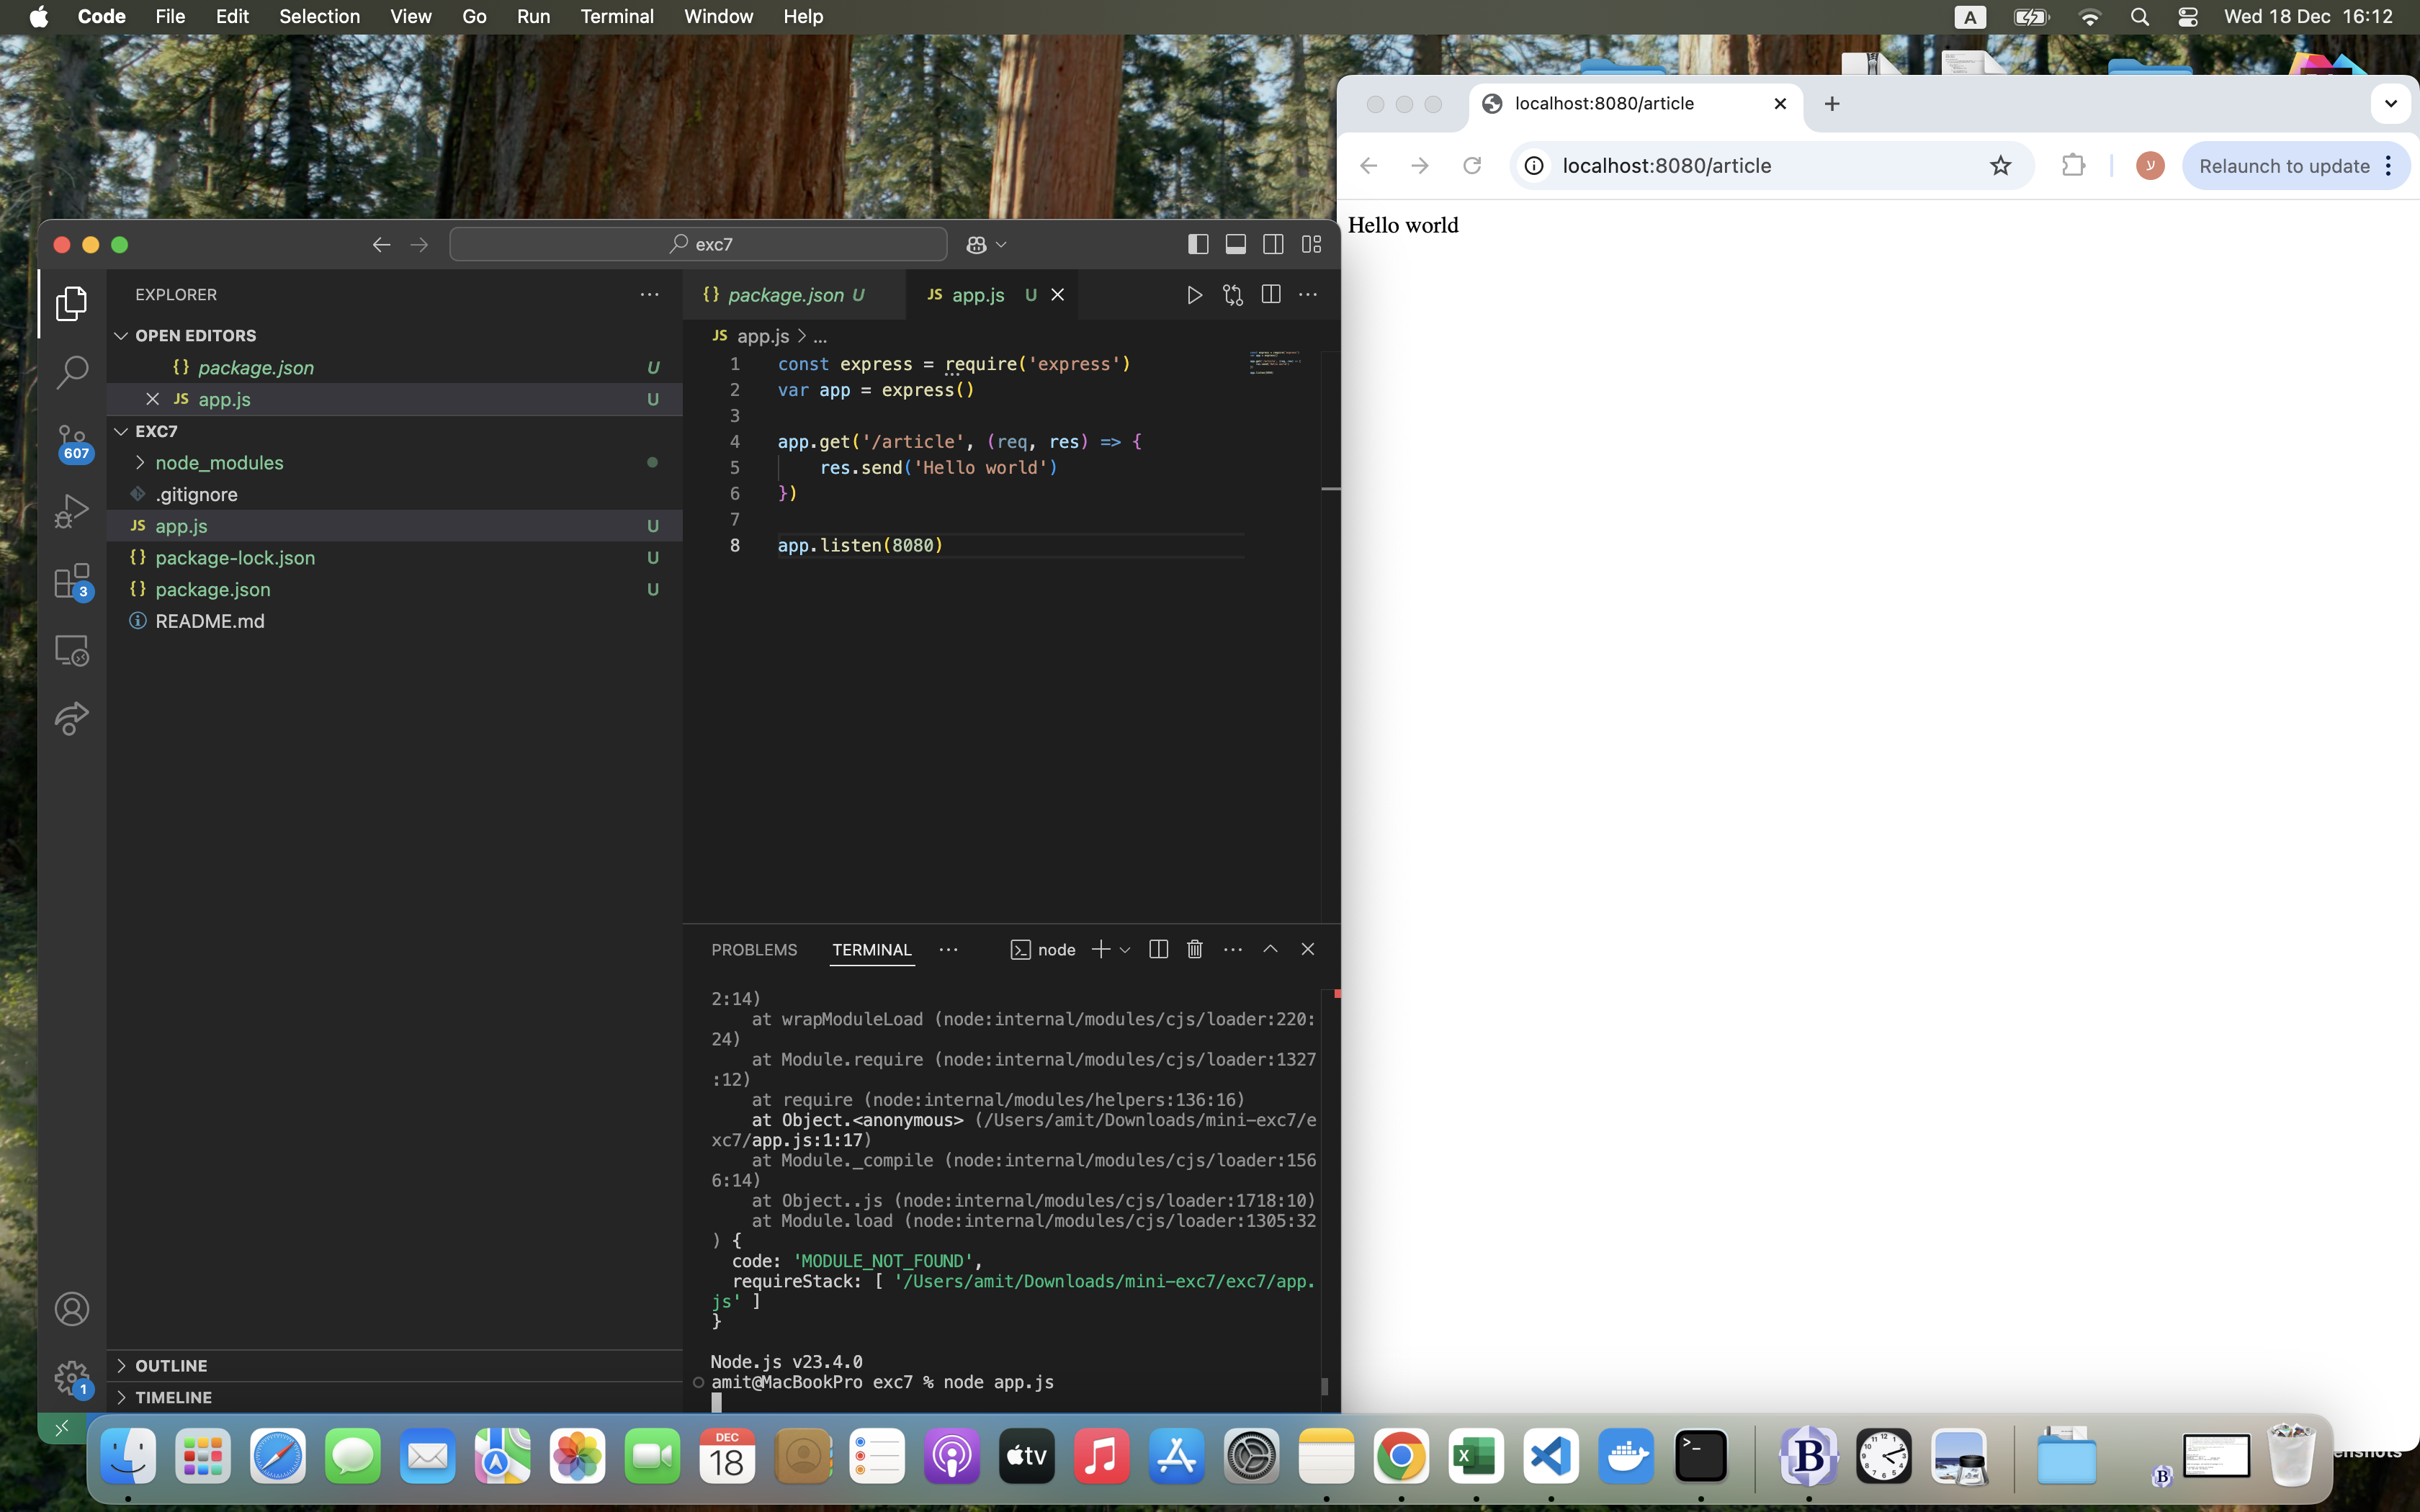 Code File Edit Selection View Go Run Terminal Window Help
A
Wed 18 Dec 16:12
localhost:8080/article
localhost:8080/article
ע
Relaunch to update
Hello world
exc7
EXPLORER
OPEN EDITORS
{} package.json U
JS app.js U
EXC7
node_modules
.gitignore
JS app.js U
{} package-lock.json U
{} package.json U
README.md
OUTLINE
TIMELINE
607
3
1
{} package.json U
JS app.js U
JS app.js > ...
1 const express = require('express')
2 var app = express()
3
4 app.get('/article', (req, res) => {
5 res.send('Hello world')
6 })
7
8 app.listen(8080)
PROBLEMS TERMINAL
node
2:14)
at wrapModuleLoad (node:internal/modules/cjs/loader:220:
24)
at Module.require (node:internal/modules/cjs/loader:1327
:12)
at require (node:internal/modules/helpers:136:16)
at Object.<anonymous> (/Users/amit/Downloads/mini-exc7/e
xc7/app.js:1:17)
at Module._compile (node:internal/modules/cjs/loader:156
6:14)
at Object..js (node:internal/modules/cjs/loader:1718:10)
at Module.load (node:internal/modules/cjs/loader:1305:32
) {
code: 'MODULE_NOT_FOUND',
requireStack: [ '/Users/amit/Downloads/mini-exc7/exc7/app.
js' ]
}
Node.js v23.4.0
amit@MacBookPro exc7 % node app.js
DEC
18
tv
B